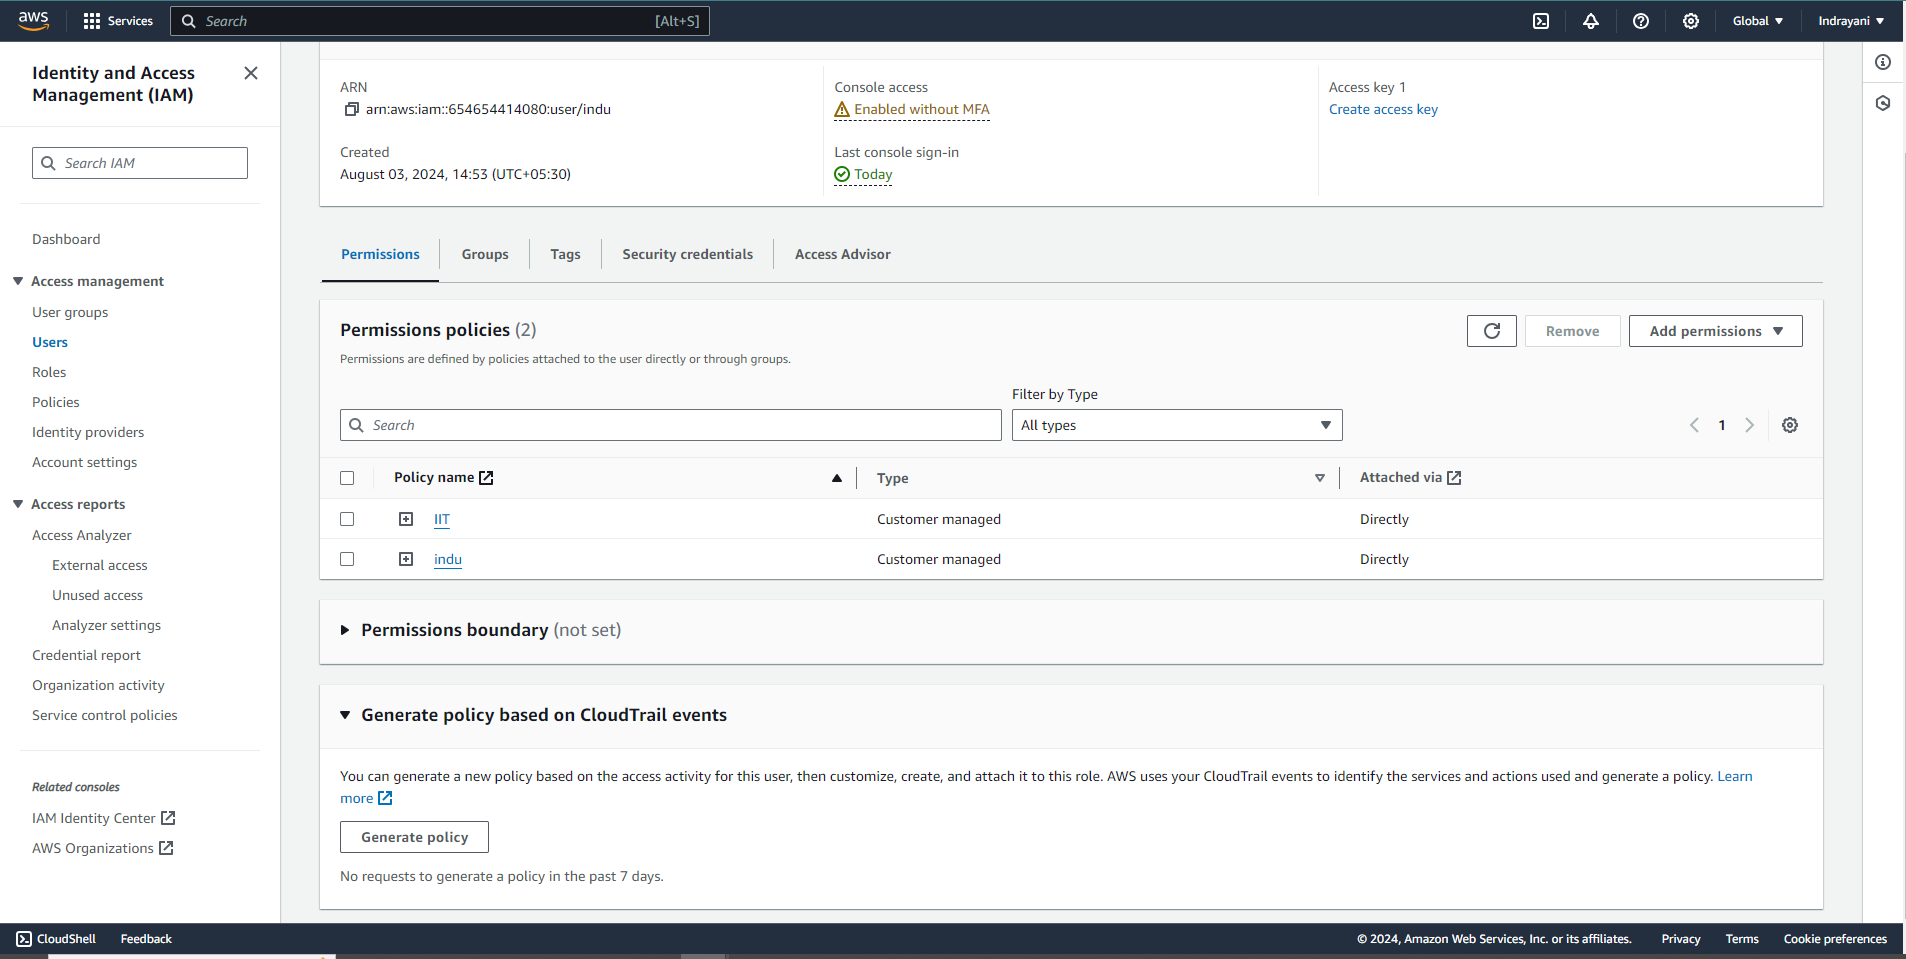 aws
Services
Search
[Alt+S]
Global
Indrayani
Identity and Access
Management (IAM)
Search IAM
Dashboard
Access management
User groups
Users
Roles
Policies
Identity providers
Account settings
Access reports
Access Analyzer
External access
Unused access
Analyzer settings
Credential report
Organization activity
Service control policies
Related consoles
IAM Identity Center
AWS Organizations
ARN
arn:aws:iam::654654414080:user/indu
Created
August 03, 2024, 14:53 (UTC+05:30)
Console access
Enabled without MFA
Last console sign-in
Today
Access key 1
Create access key
Permissions
Groups
Tags
Security credentials
Access Advisor
Permissions policies (2)
Remove
Add permissions
Permissions are defined by policies attached to the user directly or through groups.
Filter by Type
Search
All types
1
Policy name
Type
Attached via
IIT
Customer managed
Directly
indu
Customer managed
Directly
Permissions boundary (not set)
Generate policy based on CloudTrail events
You can generate a new policy based on the access activity for this user, then customize, create, and attach it to this role. AWS uses your CloudTrail events to identify the services and actions used and generate a policy. Learn
more
Generate policy
No requests to generate a policy in the past 7 days.
CloudShell
Feedback
© 2024, Amazon Web Services, Inc. or its affiliates.
Privacy
Terms
Cookie preferences